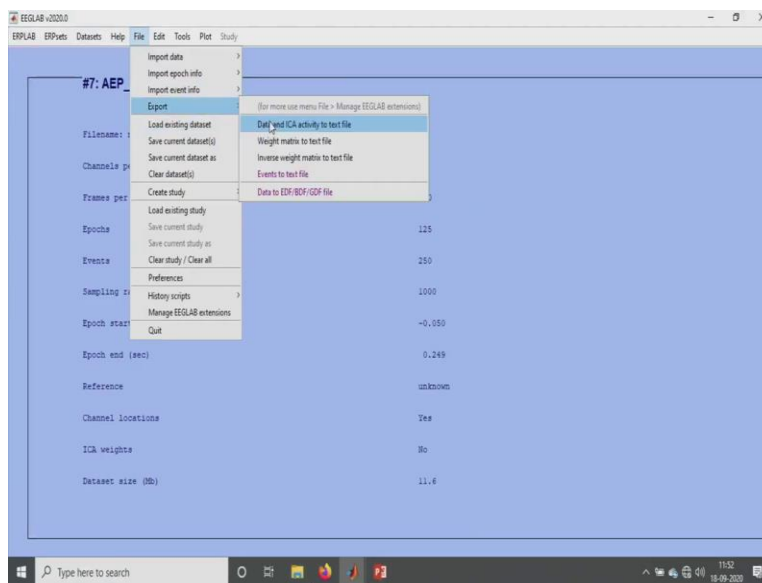 EEGLAB v2020.0
ERPLAB ERPsets Datasets Help File Edit Tools Plot Study
Import data
Import epoch info
#7: AEP_
Import event info
Export
(for more use menu File > Manage EEGLAB extensions)
Load existing dataset
Data and ICA activity to text file
Filename:
Save current dataset(s)
Weight matrix to text file
Save current dataset as
Inverse weight matrix to text file
Channels pe
Clear dataset(s)
Events to text file
Create study
Data to EDF/BDF/GDF file
Frames per
Load existing study
Epochs
Save current study
125
Save current study as
Events
Clear study / Clear all
250
Preferences
Sampling ra
History scripts
1000
Manage EEGLAB extensions
Epoch start
Quit
-0.050
Epoch end (sec) 0.249
Reference unknown
Channel locations Yes
ICA weights No
Dataset size (Mb) 11.6
Type here to search
11:52
18-09-2020